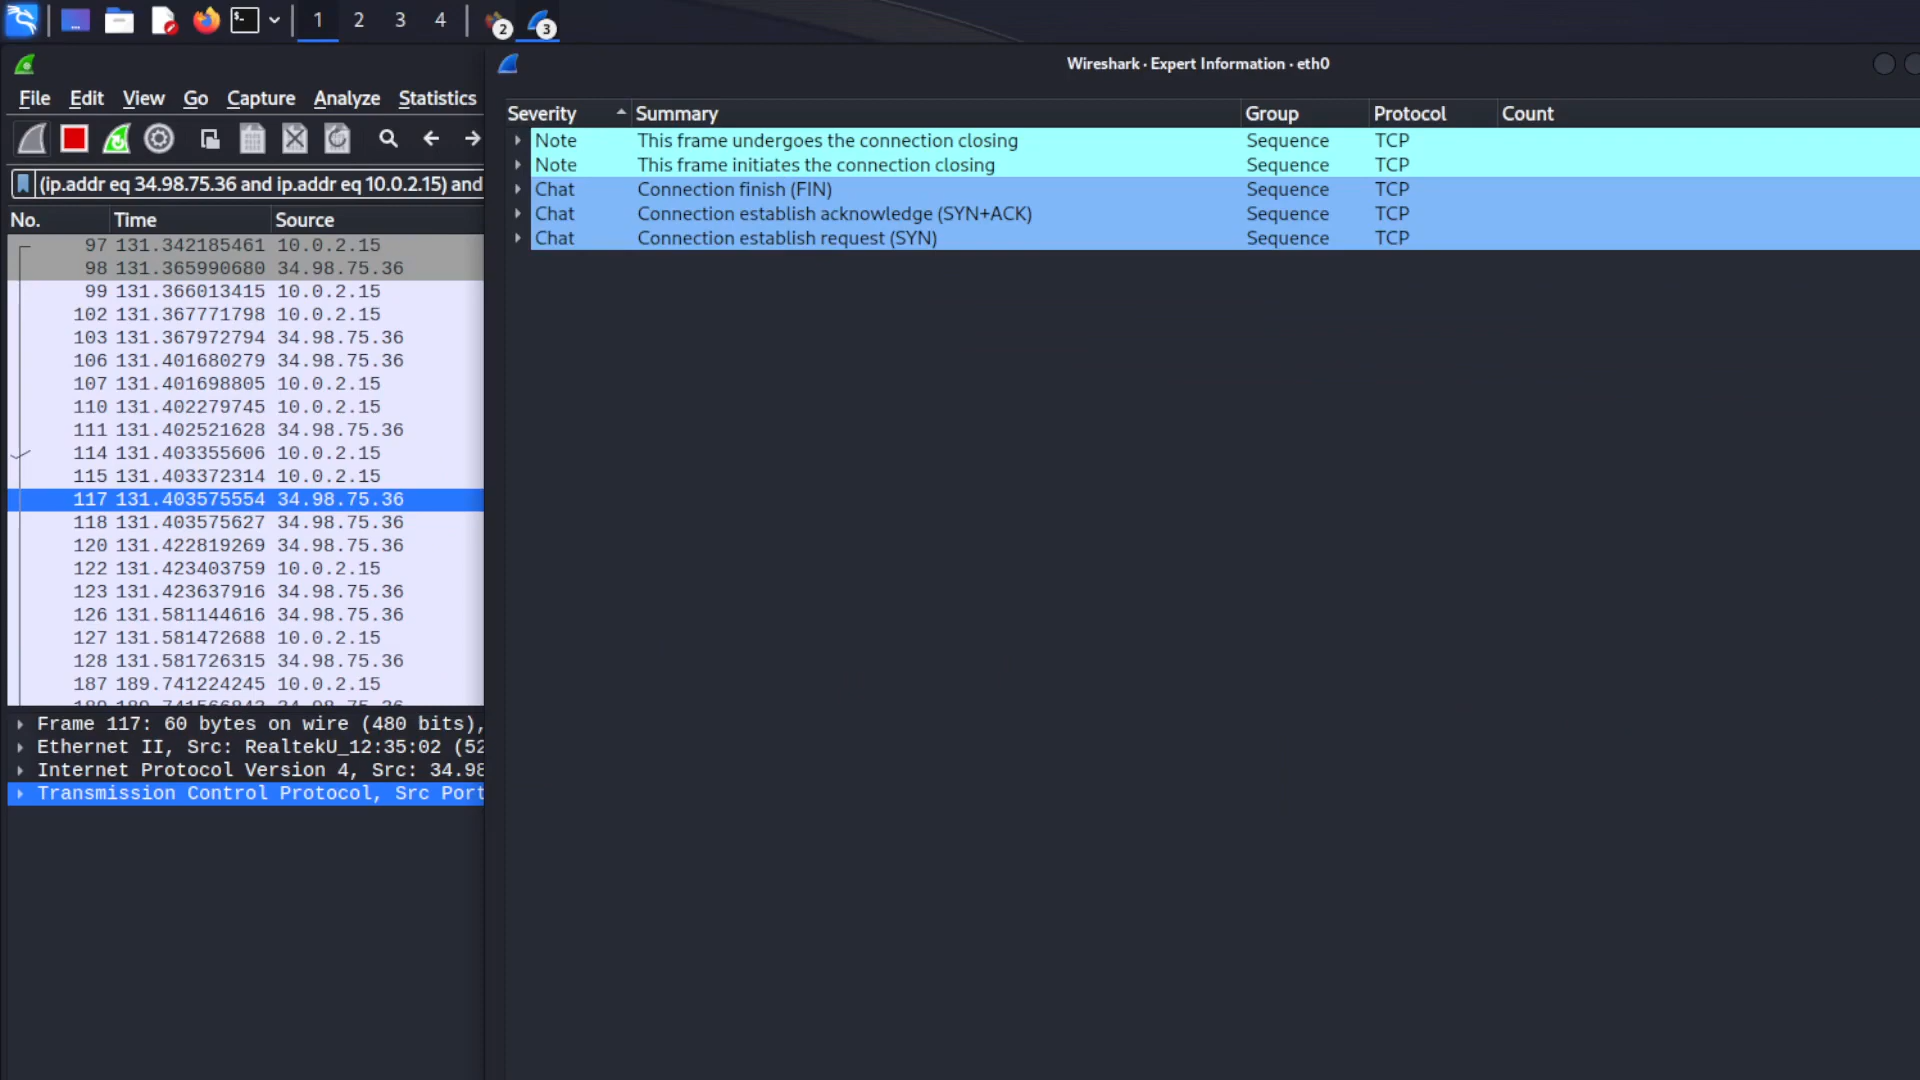 1 2 3 4 2 3
Wireshark · Expert Information · eth0
File Edit View Go Capture Analyze Statistics
(ip.addr eq 34.98.75.36 and ip.addr eq 10.0.2.15) and
No. Time Source
97 131.342185461 10.0.2.15
98 131.365990680 34.98.75.36
99 131.366013415 10.0.2.15
102 131.367771798 10.0.2.15
103 131.367972794 34.98.75.36
106 131.401680279 34.98.75.36
107 131.401698805 10.0.2.15
110 131.402279745 10.0.2.15
111 131.402521628 34.98.75.36
114 131.403355606 10.0.2.15
115 131.403372314 10.0.2.15
117 131.403575554 34.98.75.36
118 131.403575627 34.98.75.36
120 131.422819269 34.98.75.36
122 131.423403759 10.0.2.15
123 131.423637916 34.98.75.36
126 131.581144616 34.98.75.36
127 131.581472688 10.0.2.15
128 131.581726315 34.98.75.36
187 189.741224245 10.0.2.15
Frame 117: 60 bytes on wire (480 bits),
Ethernet II, Src: RealtekU_12:35:02 (52
Internet Protocol Version 4, Src: 34.98
Transmission Control Protocol, Src Port
Severity Summary Group Protocol Count
Note This frame undergoes the connection closing Sequence TCP
Note This frame initiates the connection closing Sequence TCP
Chat Connection finish (FIN) Sequence TCP
Chat Connection establish acknowledge (SYN+ACK) Sequence TCP
Chat Connection establish request (SYN) Sequence TCP